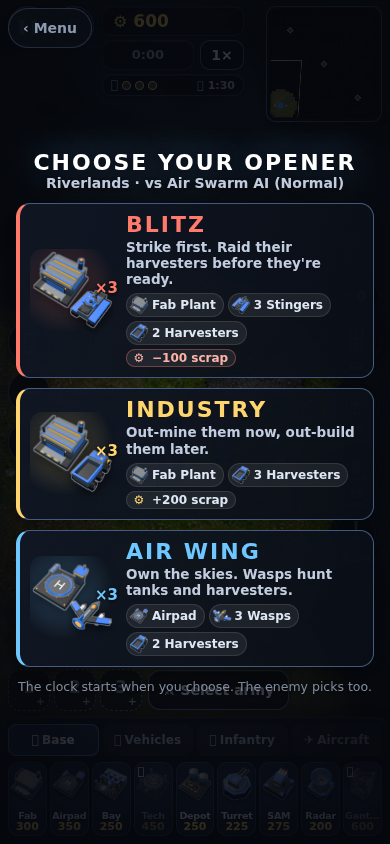 ‹ Menu
600
0:00
1×
1:30
CHOOSE YOUR OPENER
Riverlands · vs Air Swarm AI (Normal)
BLITZ
Strike first. Raid their
harvesters before they're
ready.
×3
Fab Plant
3 Stingers
2 Harvesters
−100 scrap
INDUSTRY
Out-mine them now, out-build
them later.
×3
Fab Plant
3 Harvesters
+200 scrap
AIR WING
Own the skies. Wasps hunt
tanks and harvesters.
×3
H
Airpad
3 Wasps
2 Harvesters
The clock starts when you choose. The enemy picks too.
Select army
+
+
+
Base
Vehicles
Infantry
Aircraft
Fab
Airpad
Bay
Tech
Depot
Turret
SAM
Radar
Gant…
300
350
250
450
250
225
275
200
600